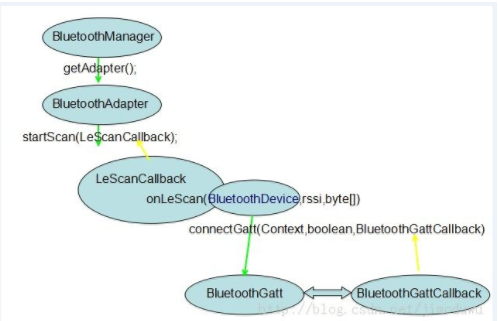 BluetoothManager
getAdapter();
BluetoothAdapter
startScan(LeScanCallback);
LeScanCallback
onLeScan(BluetoothDevice,rssi,byte[])
connectGatt(Context,boolean,BluetoothGattCallback)
BluetoothGatt
BluetoothGattCallback